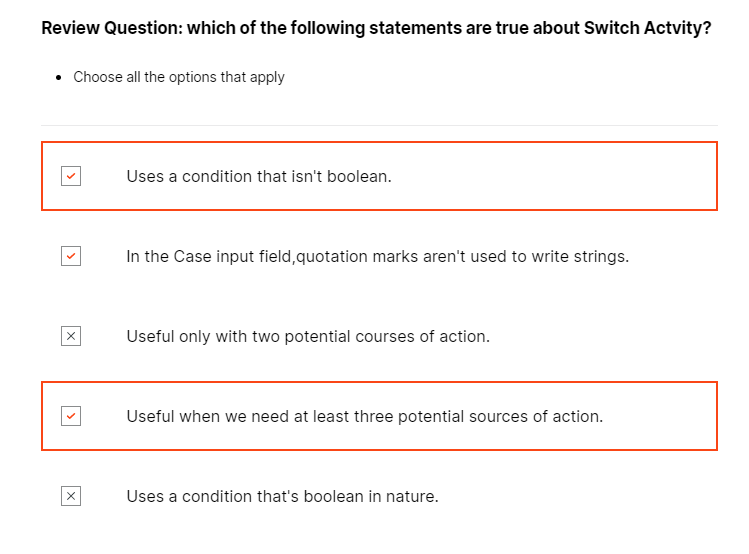 Review Question: which of the following statements are true about Switch Actvity?
Choose all the options that apply
Uses a condition that isn't boolean.
In the Case input field,quotation marks aren't used to write strings.
Useful only with two potential courses of action.
Useful when we need at least three potential sources of action.
Uses a condition that's boolean in nature.